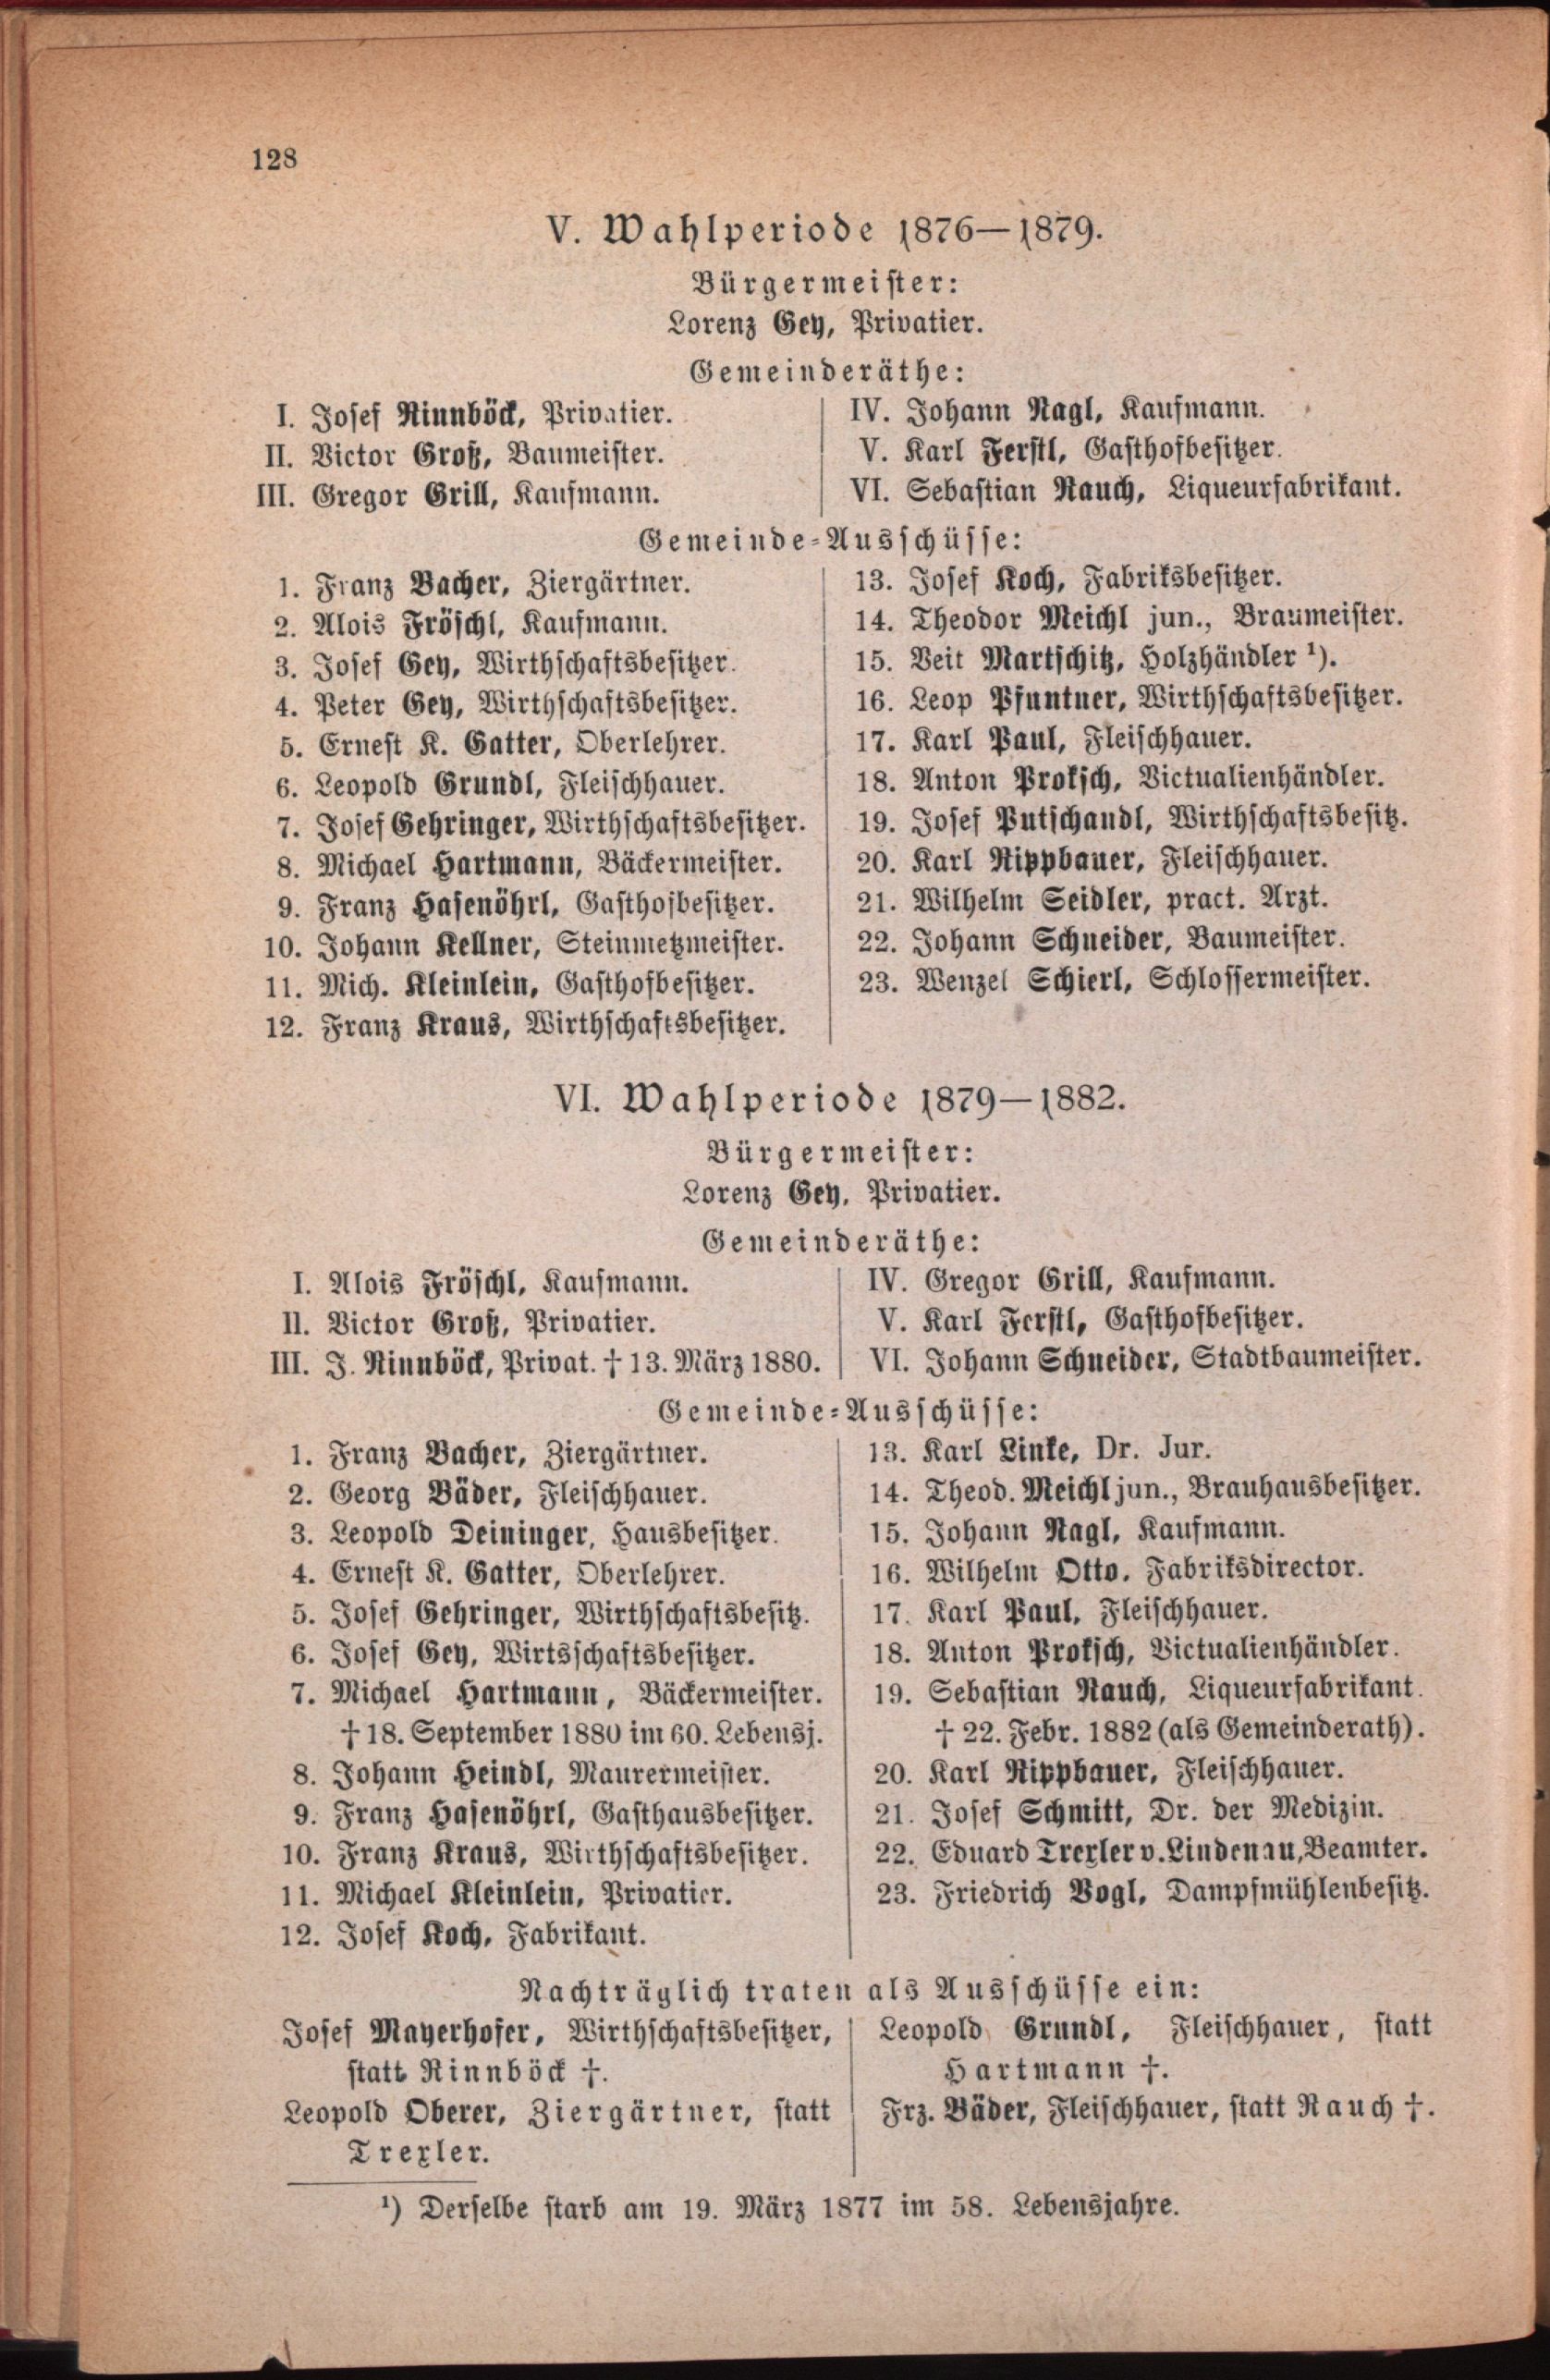 128
V. Wahlperiode 1876—1879.
Bürgermeister:
Lorenz Gey, Privatier.
Gemeinderäthe:
I. Josef Rinnböck, Privatier.
II. Victor Groß, Baumeister.
III. Gregor Grill, Kaufmann.
IV. Johann Nagl, Kaufmann.
V. Karl Ferstl, Gasthofbesitzer.
VI. Sebastian Rauch, Liqueurfabrikant.
Gemeinde-Ausschüsse:
1. Franz Bacher, Ziergärtner.
2. Alois Fröschl, Kaufmann.
3. Josef Gey, Wirthschaftsbesitzer.
4. Peter Gey, Wirthschaftsbesitzer.
5. Ernest K. Gatter, Oberlehrer.
6. Leopold Grundl, Fleischhauer.
7. Josef Gehringer, Wirthschaftsbesitzer.
8. Michael Hartmann, Bäckermeister.
9. Franz Hasenöhrl, Gasthofbesitzer.
10. Johann Kellner, Steinmetzmeister.
11. Mich. Kleinlein, Gasthofbesitzer.
12. Franz Kraus, Wirthschaftsbesitzer.
13. Josef Koch, Fabriksbesitzer.
14. Theodor Meichl jun., Braumeister.
15. Veit Martschitz, Holzhändler ¹).
16. Leop Pfuntner, Wirthschaftsbesitzer.
17. Karl Paul, Fleischhauer.
18. Anton Proksch, Victualienhändler.
19. Josef Putschandl, Wirthschaftsbesitz.
20. Karl Rippbauer, Fleischhauer.
21. Wilhelm Seidler, pract. Arzt.
22. Johann Schneider, Baumeister.
23. Wenzel Schierl, Schlossermeister.
VI. Wahlperiode 1879—1882.
Bürgermeister:
Lorenz Gey, Privatier.
Gemeinderäthe:
I. Alois Fröschl, Kaufmann.
II. Victor Groß, Privatier.
III. J. Rinnböck, Privat. † 13. März 1880.
IV. Gregor Grill, Kaufmann.
V. Karl Ferstl, Gasthofbesitzer.
VI. Johann Schneider, Stadtbaumeister.
Gemeinde-Ausschüsse:
1. Franz Bacher, Ziergärtner.
2. Georg Bäder, Fleischhauer.
3. Leopold Deininger, Hausbesitzer.
4. Ernest K. Gatter, Oberlehrer.
5. Josef Gehringer, Wirthschaftsbesitz.
6. Josef Gey, Wirtsschaftsbesitzer.
7. Michael Hartmann, Bäckermeister.
† 18. September 1880 im 60. Lebensj.
8. Johann Heindl, Maurermeister.
9. Franz Hasenöhrl, Gasthausbesitzer.
10. Franz Kraus, Wirthschaftsbesitzer.
11. Michael Kleinlein, Privatier.
12. Josef Koch, Fabrikant.
13. Karl Linke, Dr. Jur.
14. Theod. Meichl jun., Brauhausbesitzer.
15. Johann Nagl, Kaufmann.
16. Wilhelm Otto, Fabriksdirector.
17. Karl Paul, Fleischhauer.
18. Anton Proksch, Victualienhändler.
19. Sebastian Rauch, Liqueurfabrikant.
† 22. Febr. 1882 (als Gemeinderath).
20. Karl Rippbauer, Fleischhauer.
21. Josef Schmitt, Dr. der Medizin.
22. Eduard Trexler v. Lindenau, Beamter.
23. Friedrich Vogl, Dampfmühlenbesitz.
Nachträglich traten als Ausschüsse ein:
Josef Mayerhofer, Wirthschaftsbesitzer,
statt Rinnböck †.
Leopold Oberer, Ziergärtner, statt
Trexler.
Leopold Grundl, Fleischhauer, statt
Hartmann †.
Frz. Bäder, Fleischhauer, statt Rauch †.
¹) Derselbe starb am 19. März 1877 im 58. Lebensjahre.